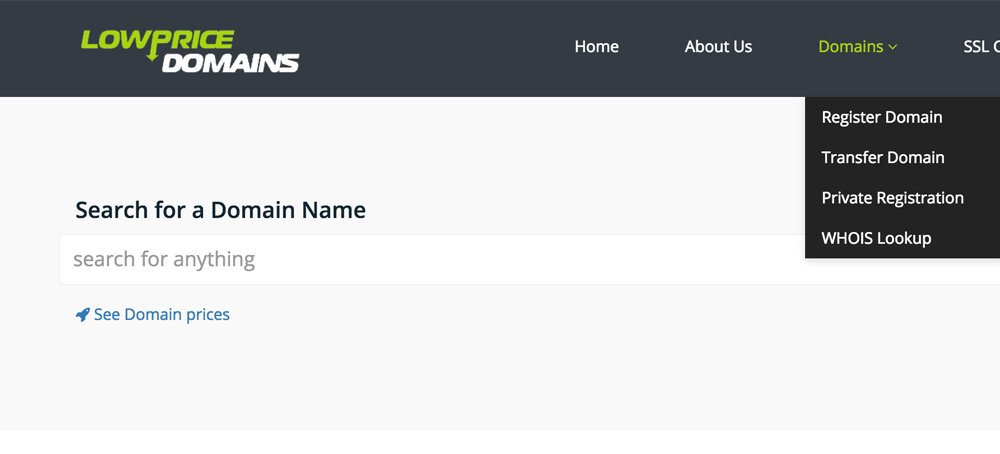 LOWPRICE
DOMAINS
Home
About Us
Domains
SSL C
Register Domain
Transfer Domain
Private Registration
WHOIS Lookup
Search for a Domain Name
search for anything
See Domain prices